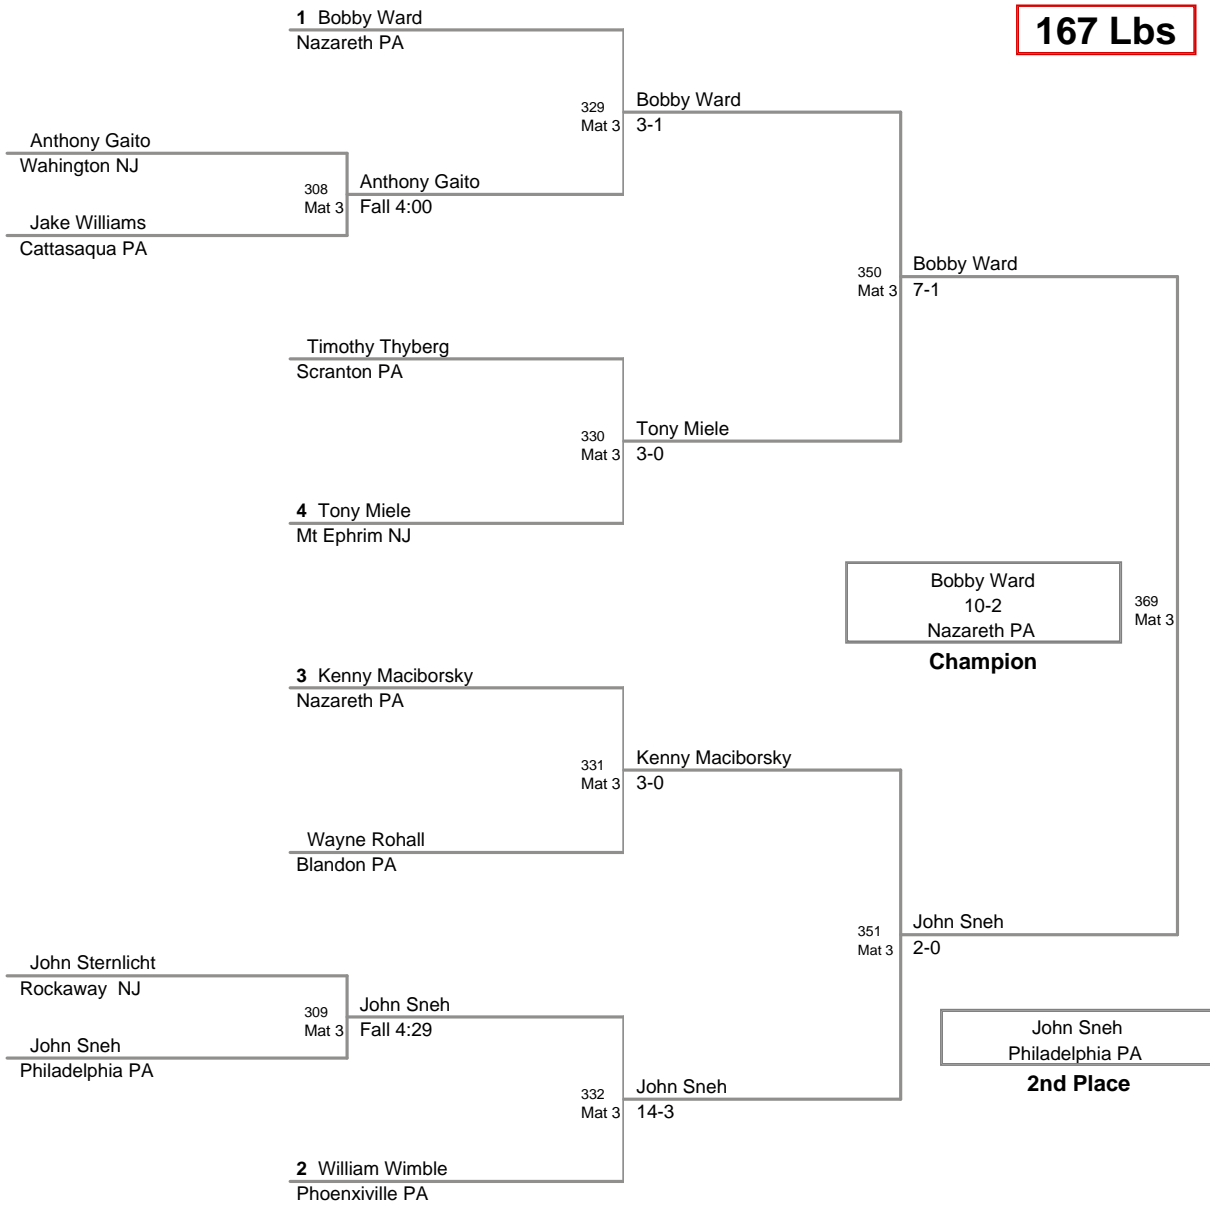 1 Bobby Ward
Nazareth PA
167 Lbs
329
Mat 3
Bobby Ward
3-1
Anthony Gaito
Wahington NJ
308
Mat 3
Anthony Gaito
Fall 4:00
Jake Williams
Cattasaqua PA
350
Mat 3
Bobby Ward
7-1
Timothy Thyberg
Scranton PA
330
Mat 3
Tony Miele
3-0
4 Tony Miele
Mt Ephrim NJ
Bobby Ward
10-2
Nazareth PA
Champion
369
Mat 3
3 Kenny Maciborsky
Nazareth PA
331
Mat 3
Kenny Maciborsky
3-0
Wayne Rohall
Blandon PA
351
Mat 3
John Sneh
2-0
John Sternlicht
Rockaway  NJ
309
Mat 3
John Sneh
Fall 4:29
John Sneh
Philadelphia PA
John Sneh
Philadelphia PA
2nd Place
332
Mat 3
John Sneh
14-3
2 William Wimble
Phoenxiville PA